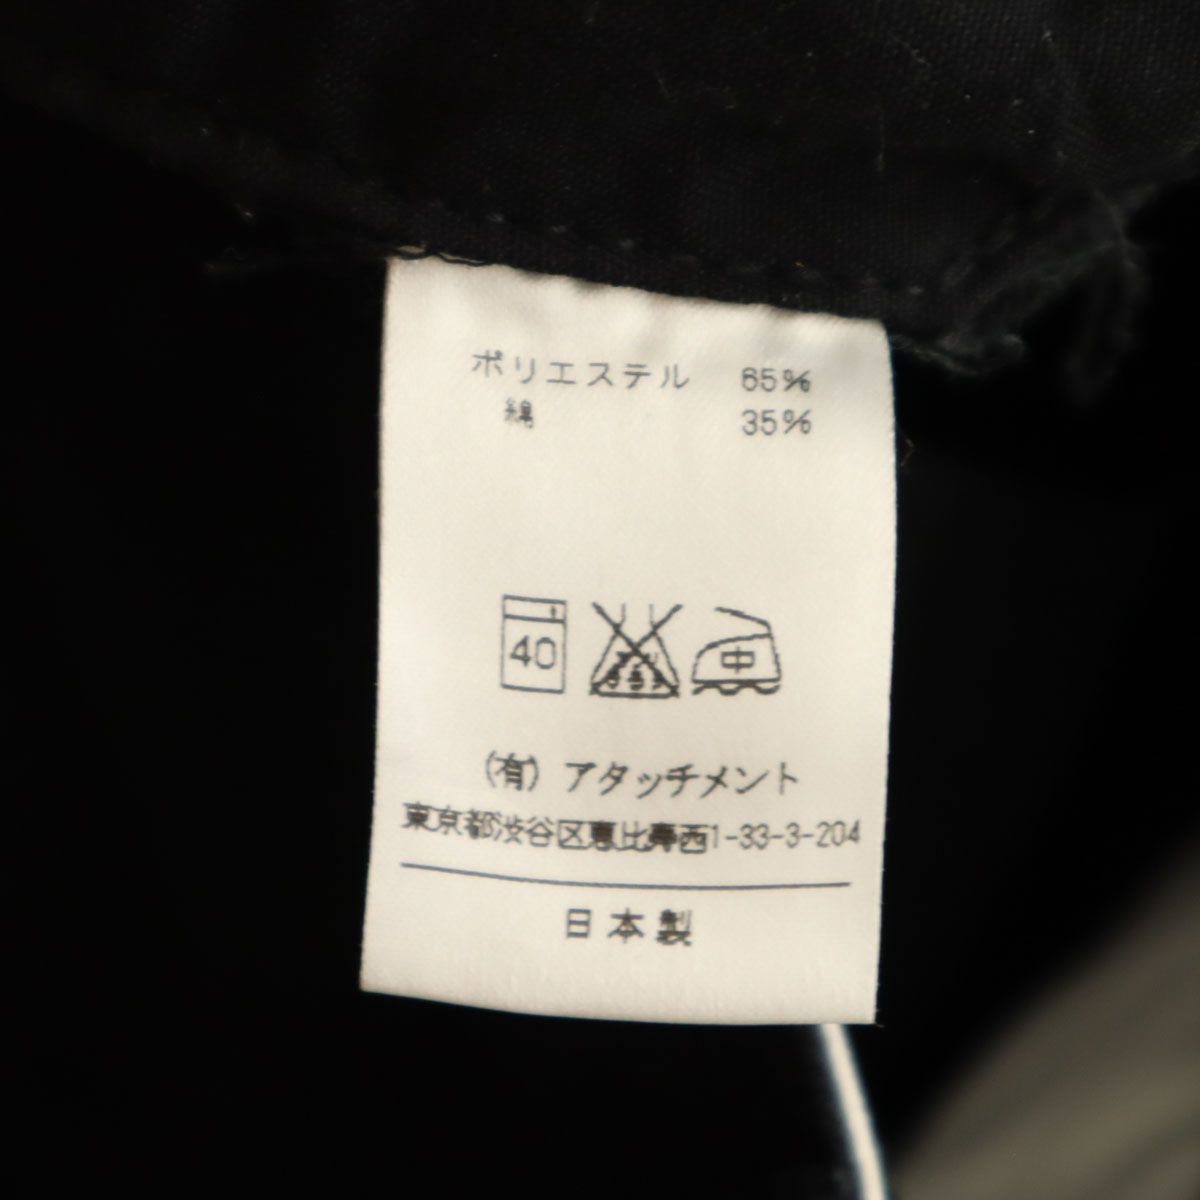 ポリエステル 65%
綿 35%
40 中
(有) アタッチメント
東京都渋谷区恵比寿西1-33-3-204
日本製